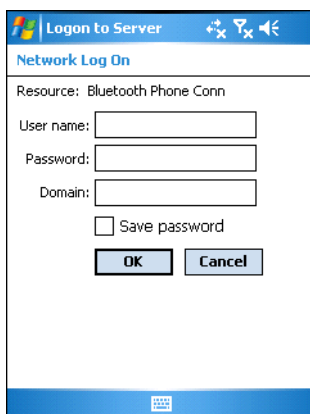 Logon to Server
Network Log On
Resource: Bluetooth Phone Conn
User name:
Password:
Domain:
Save password
OK Cancel